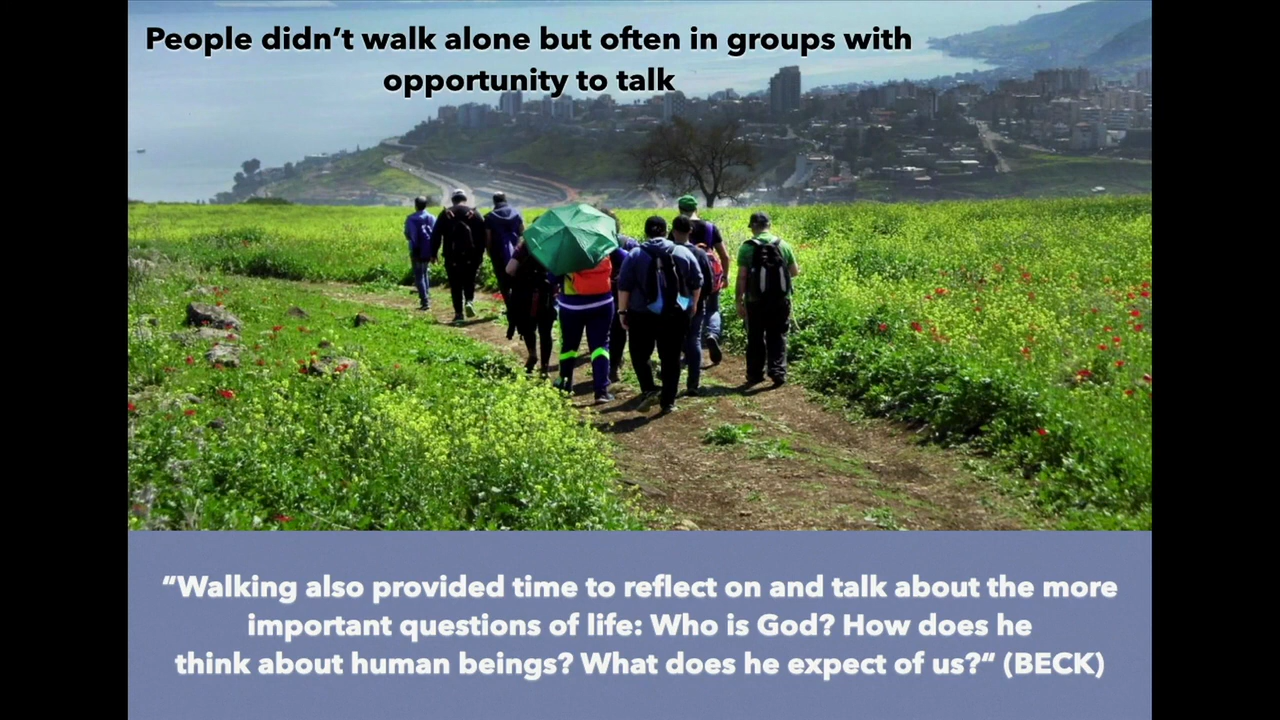 People didn’t walk alone but often in groups with
opportunity to talk
“Walking also provided time to reflect on and talk about the more
important questions of life: Who is God? How does he
think about human beings? What does he expect of us?“ (BECK)